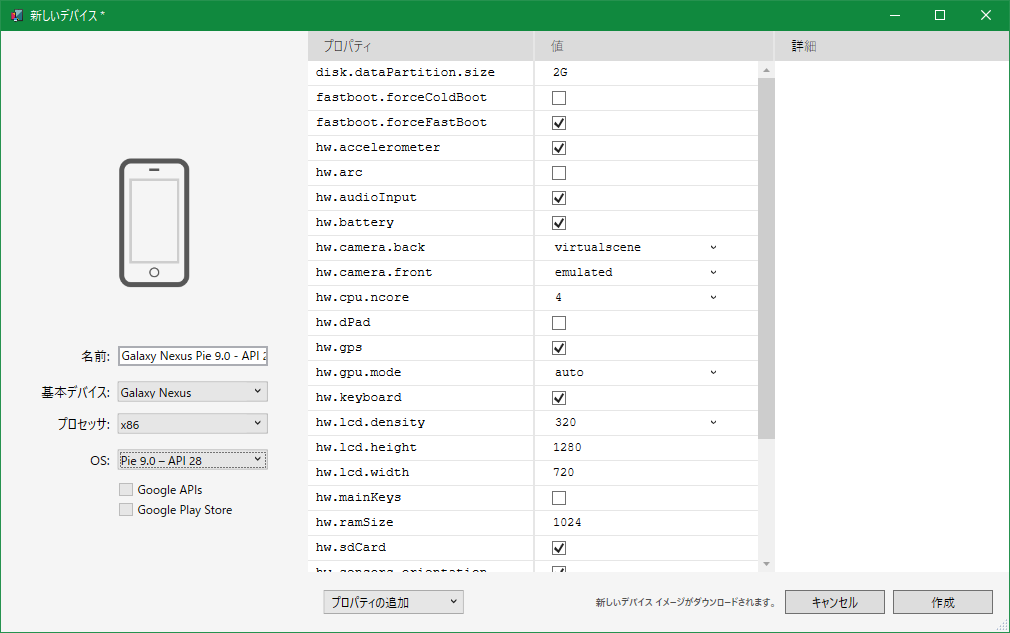 新しいデバイス *
プロパティ 値 詳細
disk.dataPartition.size 2G
fastboot.forceColdBoot
fastboot.forceFastBoot
hw.accelerometer
hw.arc
hw.audioInput
hw.battery
hw.camera.back virtualscene
hw.camera.front emulated
hw.cpu.ncore 4
hw.dPad
hw.gps
hw.gpu.mode auto
hw.keyboard
hw.lcd.density 320
hw.lcd.height 1280
hw.lcd.width 720
hw.mainKeys
hw.ramSize 1024
hw.sdCard
hw.sensors.orientation
名前: Galaxy Nexus Pie 9.0 - API 2
基本デバイス: Galaxy Nexus
プロセッサ: x86
OS: Pie 9.0 – API 28
Google APIs
Google Play Store
プロパティの追加
新しいデバイス イメージがダウンロードされます。
キャンセル
作成